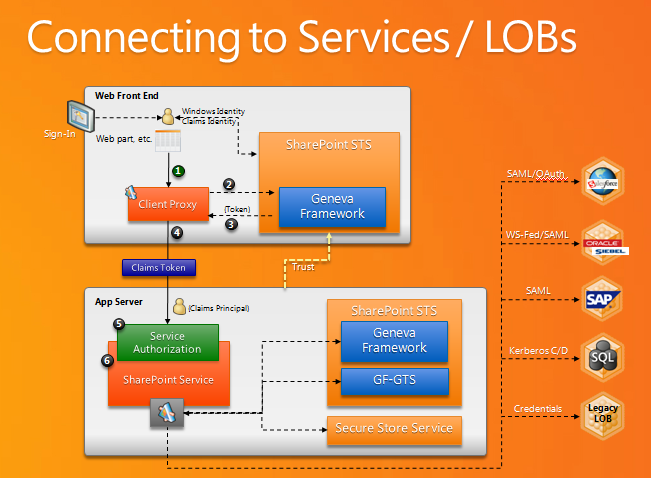 Connecting to Services / LOBs
Web Front End
Sign-In
Windows Identity
Claims Identity
Web part, etc.
SharePoint STS
1
2
Client Proxy
Geneva
Framework
(Token)
3
4
Claims Token
Trust
App Server
(Claims Principal)
5
Service
Authorization
6
SharePoint Service
SharePoint STS
Geneva
Framework
GF-GTS
Secure Store Service
SAML/OAuth
WS-Fed/SAML
ORACLE
SIEBEL
SAML
SAP
Kerberos C/D
SQL
Credentials
Legacy
LOB